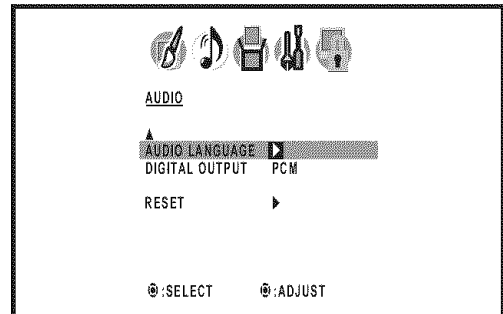 AUDIO
AUDIO LANGUAGE
DIGITAL OUTPUT PCM
RESET
:SELECT :ADJUST